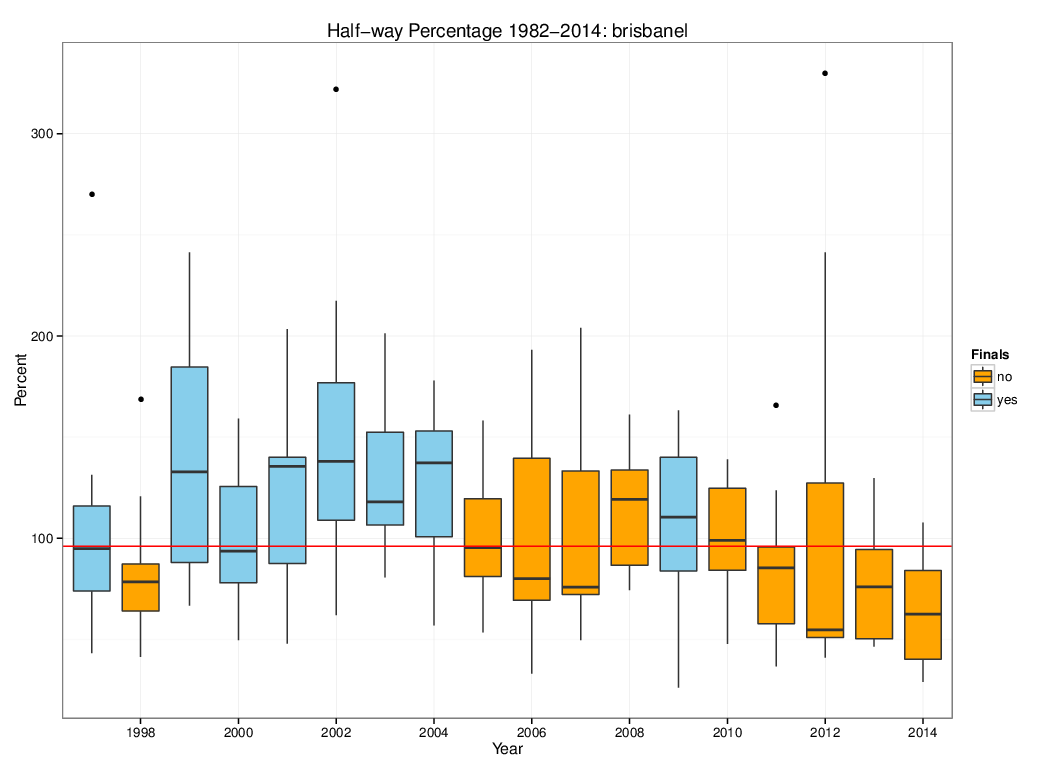 Half−way Percentage 1982−2014: brisbanel
300
200
100
Percent
1998 2000 2002 2004 2006 2008 2010 2012 2014
Year
Finals
no
yes